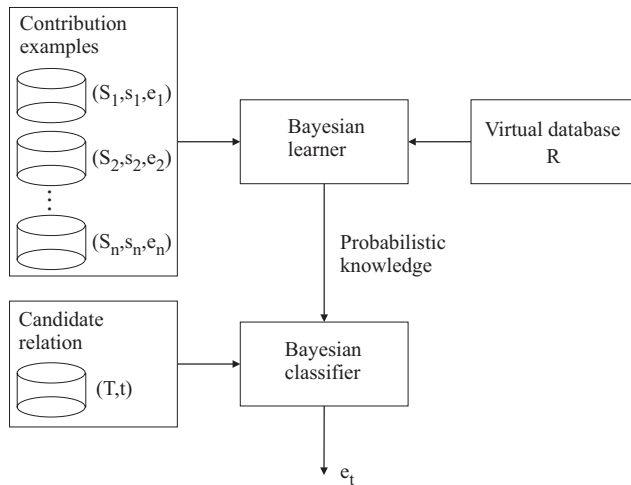 Contribution
examples
(S₁,s₁,e₁)
(S₂,s₂,e₂)
(Sₙ,sₙ,eₙ)
Bayesian
learner
Virtual database
R
Probabilistic
knowledge
Candidate
relation
(T,t)
Bayesian
classifier
eₜ